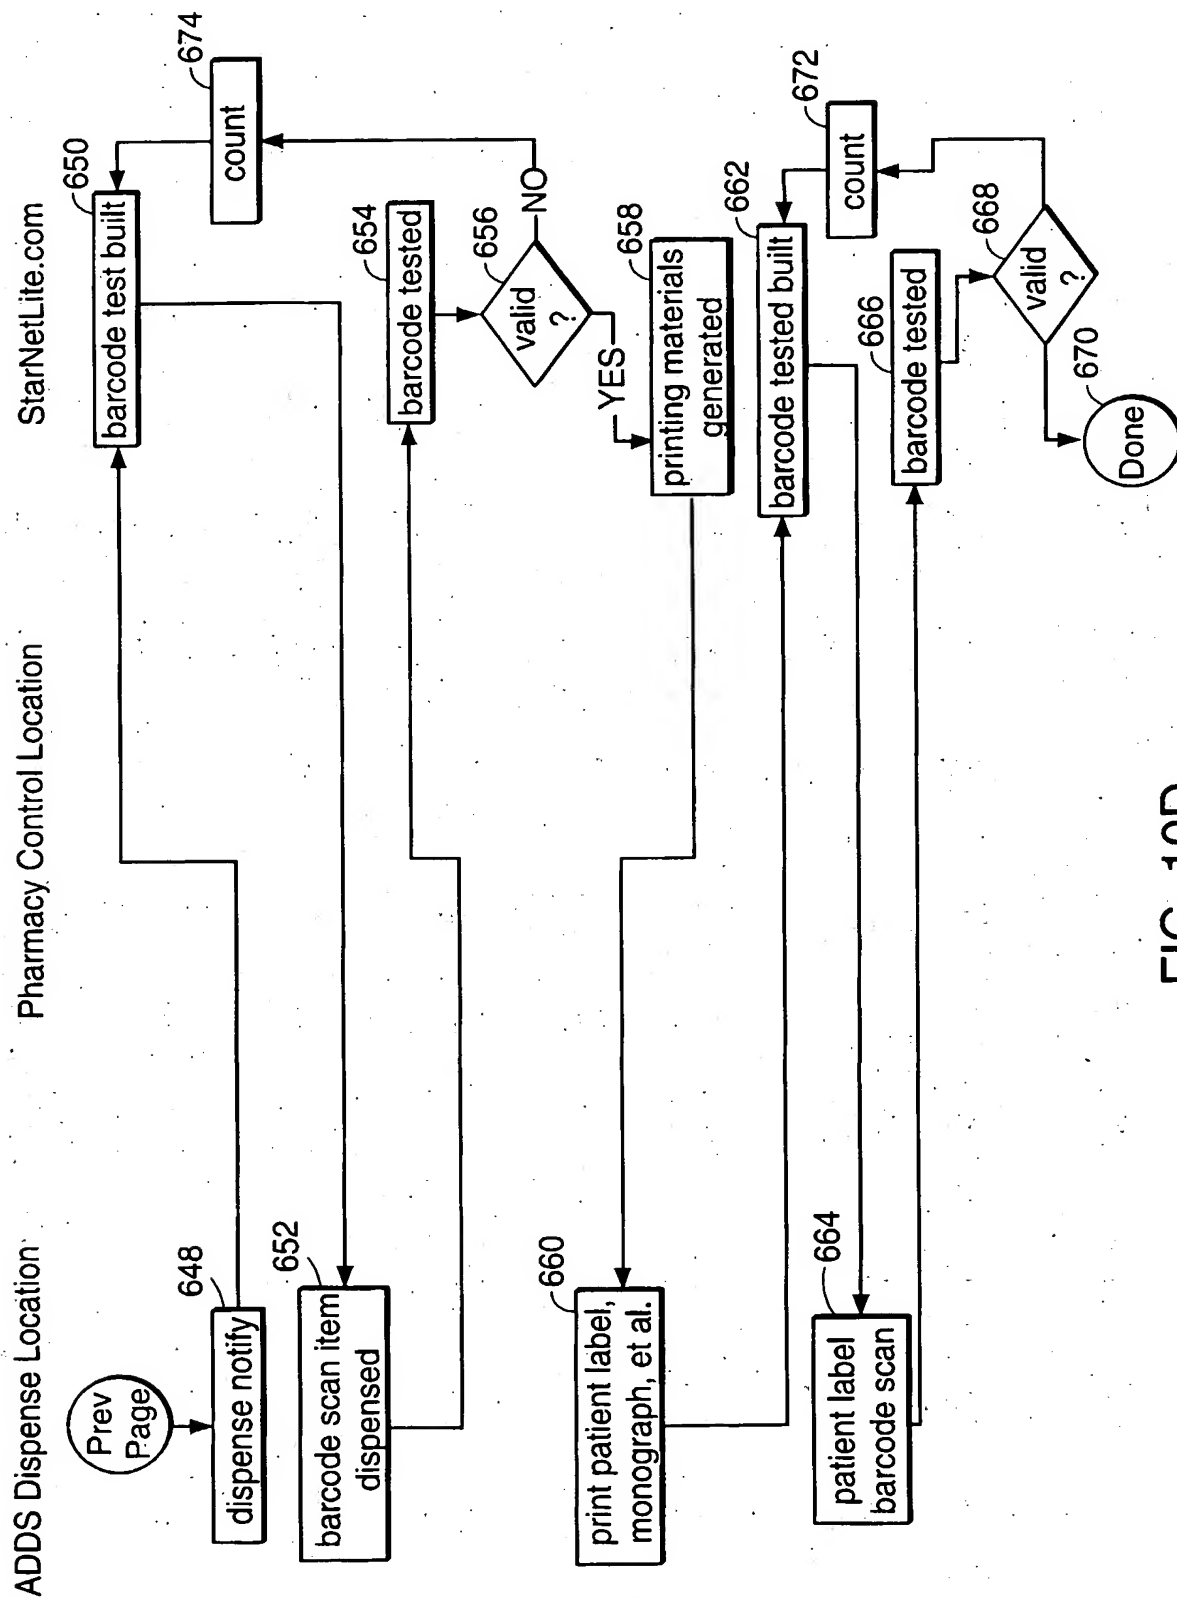 ADDS Dispense Location
Pharmacy Control Location
StarNetLite.com
Prev
Page
648
dispense notify
650
barcode test built
674
count
652
barcode scan item
dispensed
654
barcode tested
656
valid
?
NO
YES
658
printing materials
generated
660
print patient label,
monograph, et al.
662
barcode tested built
672
count
664
patient label
barcode scan
666
barcode tested
668
valid
?
670
Done